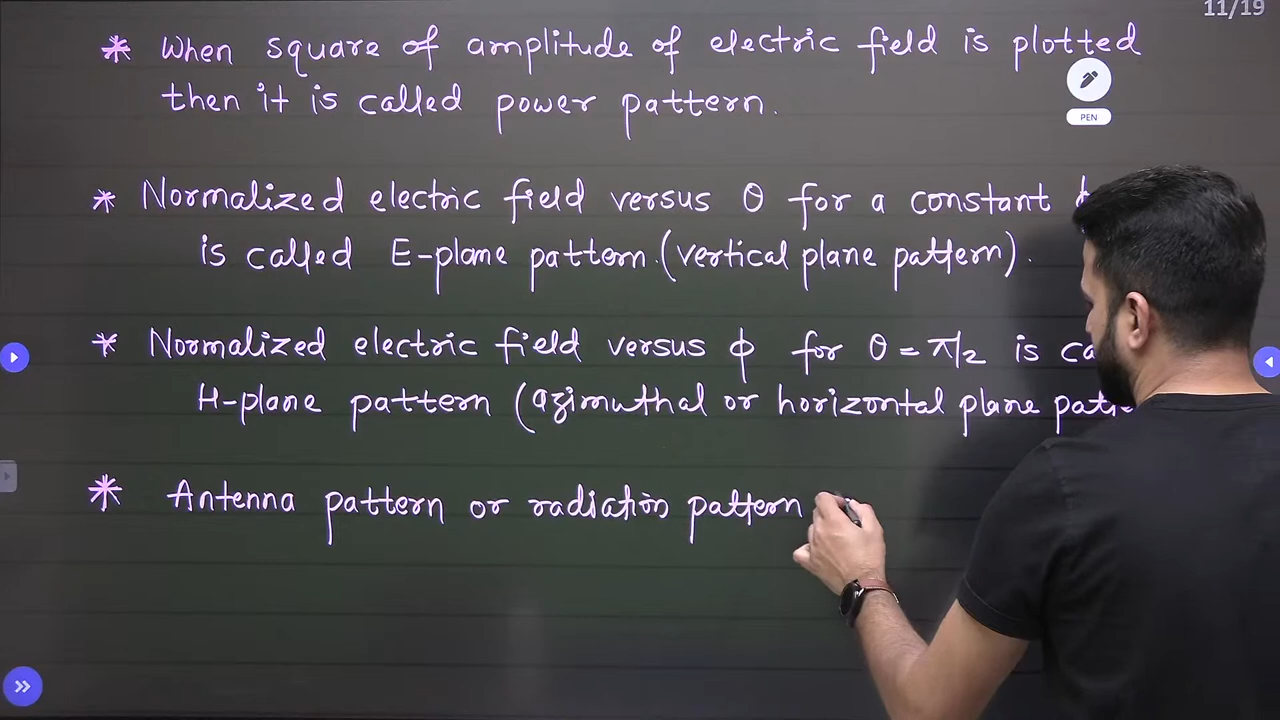 11/19
* When square of amplitude of electric field is plotted
then it is called power pattern.
PEN
* Normalized electric field versus θ for a constant
is called E-plane pattern. (vertical plane pattern).
* Normalized electric field versus ϕ for θ = π/2 is
H-plane pattern (azimuthal or horizontal plane
* Antenna pattern or radiation pattern